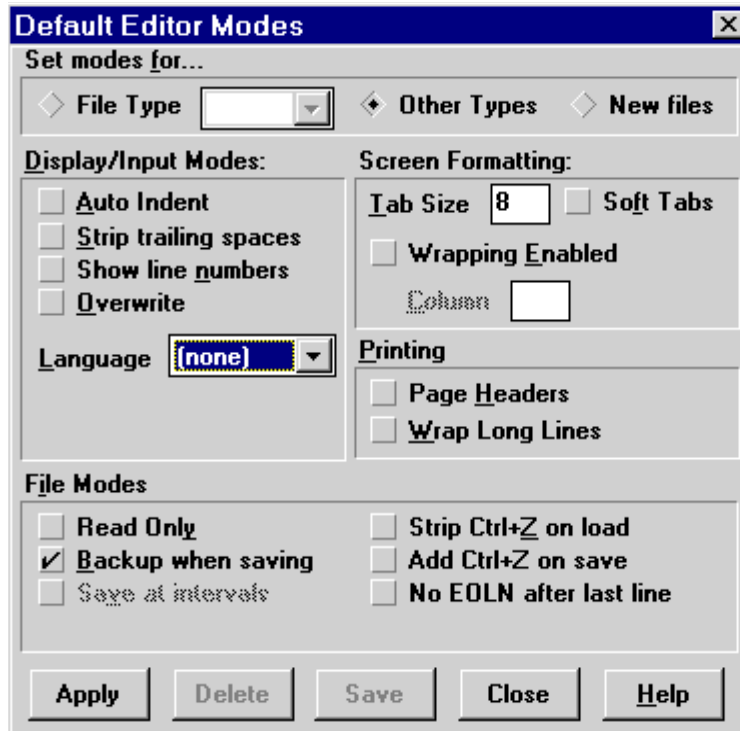 Default Editor Modes
Set modes for...
File Type
Other Types
New files
Display/Input Modes:
Auto Indent
Strip trailing spaces
Show line numbers
Overwrite
Language (none)
Screen Formatting:
Tab Size 8 Soft Tabs
Wrapping Enabled
Column
Printing
Page Headers
Wrap Long Lines
File Modes
Read Only
Backup when saving
Save at intervals
Strip Ctrl+Z on load
Add Ctrl+Z on save
No EOLN after last line
Apply Delete Save Close Help